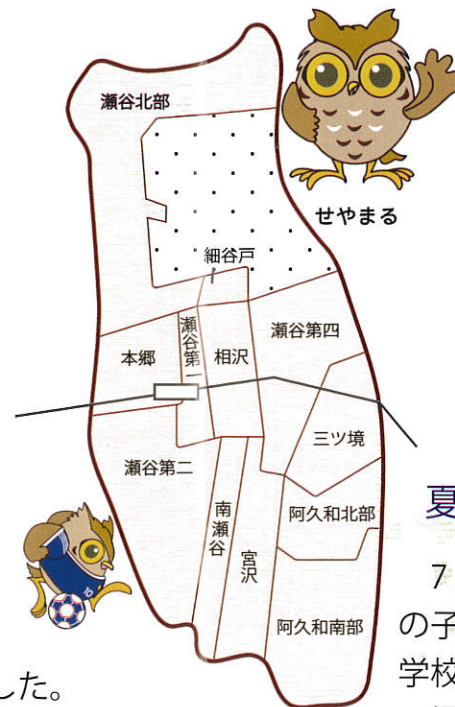 瀬谷北部
せやまる
細谷戸
瀬谷第四
瀬谷第一
本郷
相沢
三ツ境
瀬谷第二
南瀬谷
宮沢
阿久和北部
阿久和南部
した。
夏
7
の子
学校